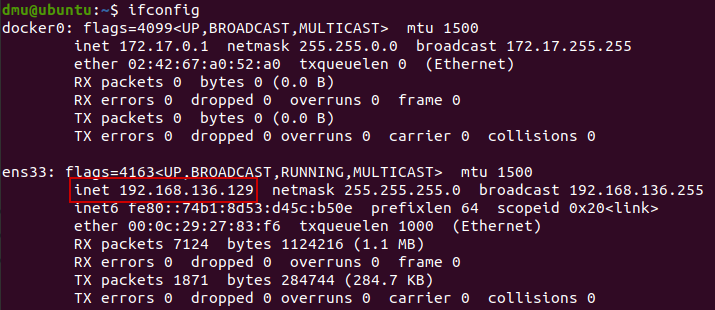 dmu@ubuntu:~$ ifconfig
docker0: flags=4099<UP,BROADCAST,MULTICAST>  mtu 1500
        inet 172.17.0.1  netmask 255.255.0.0  broadcast 172.17.255.255
        ether 02:42:67:a0:52:a0  txqueuelen 0  (Ethernet)
        RX packets 0  bytes 0 (0.0 B)
        RX errors 0  dropped 0  overruns 0  frame 0
        TX packets 0  bytes 0 (0.0 B)
        TX errors 0  dropped 0 overruns 0  carrier 0  collisions 0

ens33: flags=4163<UP,BROADCAST,RUNNING,MULTICAST>  mtu 1500
        inet 192.168.136.129  netmask 255.255.255.0  broadcast 192.168.136.255
        inet6 fe80::74b1:8d53:d45c:b50e  prefixlen 64  scopeid 0x20<link>
        ether 00:0c:29:27:83:f6  txqueuelen 1000  (Ethernet)
        RX packets 7124  bytes 1124216 (1.1 MB)
        RX errors 0  dropped 0  overruns 0  frame 0
        TX packets 1871  bytes 284744 (284.7 KB)
        TX errors 0  dropped 0 overruns 0  carrier 0  collisions 0